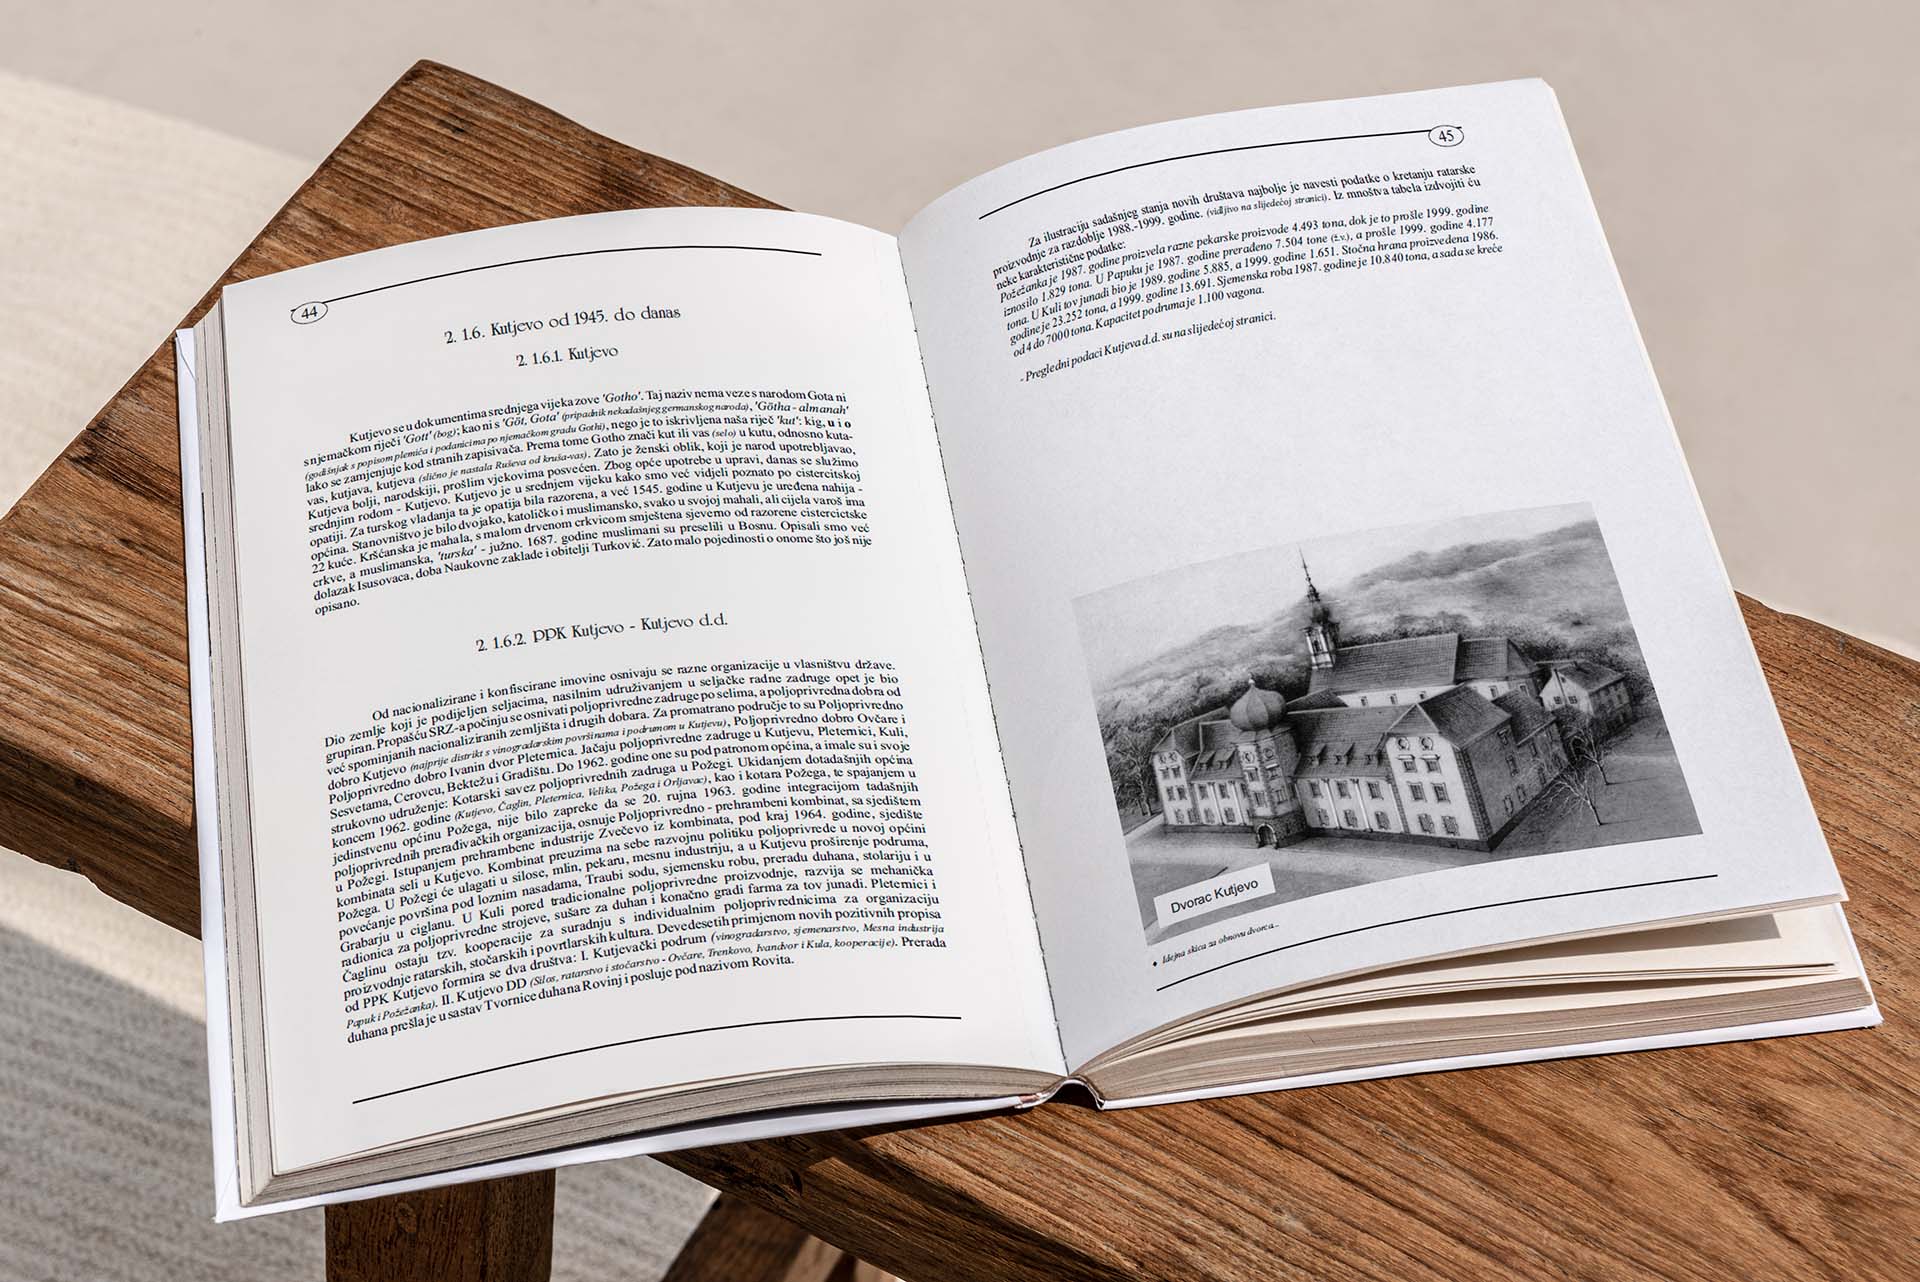 44
2. 1.6. Kutjevo od 1945. do danas
2. 1.6.1. Kutjevo
Kutjevo se u dokumentima srednjega vijeka zove 'Gotho'. Taj naziv nema veze s narodom Gota ni
s njemačkom riječi 'Gott' (bog); kao ni s 'Göt, Gota' (pripadnik nekadašnjeg germanskog naroda), 'Götha - almanah'
(godišnjak s popisom plemića i podanicima po njemačkom gradu Gothi), nego je to iskrivljena naša riječ 'kut': kig, u i o
lako se zamjenjuje kod stranih zapisivača. Prema tome Gotho znači kut ili vas (selo) u kutu, odnosno kuta-
vas, kutjava, kutjeva (slično je nastala Ruševa od kruša-vas). Zato je ženski oblik, koji je narod upotrebljavao,
Kutjeva bolji, narodskiji, prošlim vjekovima posvećen. Zbog opće upotrebe u upravi, danas se služimo
srednjim rodom - Kutjevo. Kutjevo je u srednjem vijeku kako smo već vidjeli poznato po cistercitskoj
opatiji. Za turskog vladanja ta je opatija bila razorena, a već 1545. godine u Kutjevu je uređena nahija -
općina. Stanovništvo je bilo dvojako, katoličko i muslimansko, svako u svojoj mahali, ali cijela varoš ima
22 kuće. Kršćanska je mahala, s malom drvenom crkvicom smještena sjeverno od razorene cistercietske
crkve, a muslimanska, 'turska' - južno. 1687. godine muslimani su preselili u Bosnu. Opisali smo već
dolazak Isusovaca, doba Naukovne zaklade i obitelji Turković. Zato malo pojedinosti o onome što još nije
opisano.
2. 1.6.2. PPK Kutjevo - Kutjevo d.d.
Od nacionalizirane i konfiscirane imovine osnivaju se razne organizacije u vlasništvu države.
Dio zemlje koji je podijeljen seljacima, nasilnim udruživanjem u seljačke radne zadruge opet je bio
grupiran. Propašću SRZ-a počinju se osnivati poljoprivredne zadruge po selima, a poljoprivredna dobra od
već spominjanih nacionaliziranih zemljišta i drugih dobara. Za promatrano područje to su Poljoprivredno
dobro Kutjevo (najprije distrikt s vinogradarskim površinama i podrumom u Kutjevu), Poljoprivredno dobro Ovčare i
Poljoprivredno dobro Ivanin dvor Pleternica. Jačaju poljoprivredne zadruge u Kutjevu, Pleternici, Kuli,
Sesvetama, Cerovcu, Bektežu i Gradištu. Do 1962. godine one su pod patronom općina, a imale su i svoje
strukovno udruženje: Kotarski savez poljoprivrednih zadruga u Požegi. Ukidanjem dotadašnjih općina
koncem 1962. godine (Kutjevo, Čaglin, Pleternica, Velika, Požega i Orljavac), kao i kotara Požega, te spajanjem u
jedinstvenu općinu Požega, nije bilo zapreke da se 20. rujna 1963. godine integracijom tadašnjih
poljoprivrednih prerađivačkih organizacija, osnuje Poljoprivredno - prehrambeni kombinat, sa sjedištem
u Požegi. Istupanjem prehrambene industrije Zvečevo iz kombinata, pod kraj 1964. godine, sjedište
kombinata seli u Kutjevo. Kombinat preuzima na sebe razvojnu politiku poljoprivrede u novoj općini
Požega. U Požegi će ulagati u silose, mlin, pekaru, mesnu industriju, a u Kutjevu proširenje podruma,
povećanje površina pod loznim nasadama, Traubi sodu, sjemensku robu, preradu duhana, stolariju i u
Grabarju u ciglanu. U Kuli pored tradicionalne poljoprivredne proizvodnje, razvija se mehanička
radionica za poljoprivredne strojeve, sušare za duhan i konačno gradi farma za tov junadi. Pleternici i
Čaglinu ostaju tzv. kooperacije za suradnju s individualnim poljoprivrednicima za organizaciju
proizvodnje ratarskih, stočarskih i povrtlarskih kultura. Devedesetih primjenom novih pozitivnih propisa
od PPK Kutjevo formira se dva društva: I. Kutjevački podrum (vinogradarstvo, sjemenarstvo, Mesna industrija
Papuk i Požežanka). II. Kutjevo DD (Silos, ratarstvo i stočarstvo - Ovčare, Trenkovo, Ivandvor i Kula, kooperacije). Prerada
duhana prešla je u sastav Tvornice duhana Rovinj i posluje pod nazivom Rovita.
45
Za ilustraciju sadašnjeg stanja novih društava najbolje je navesti podatke o kretanju ratarske
proizvodnje za razdoblje 1988.-1999. godine. (vidljivo na slijedećoj stranici). Iz mnoštva tabela izdvojiti ću
neke karakteristične podatke:
Požežanka je 1987. godine proizvela razne pekarske proizvode 4.493 tona, dok je to prošle 1999. godine
iznosilo 1.829 tona. U Papuku je 1987. godine prerađeno 7.504 tone (ž.v.), a prošle 1999. godine 4.177
tona. U Kuli tov junadi bio je 1989. godine 5.885, a 1999. godine 1.651. Stočna hrana proizvedena 1986.
godine je 23.252 tona, a 1999. godine 13.691. Sjemenska roba 1987. godine je 10.840 tona, a sada se kreće
od 4 do 7000 tona. Kapacitet podruma je 1.100 vagona.
- Pregledni podaci Kutjeva d.d. su na slijedećoj stranici.
Dvorac Kutjevo
• Idejna skica za obnovu dvorca...